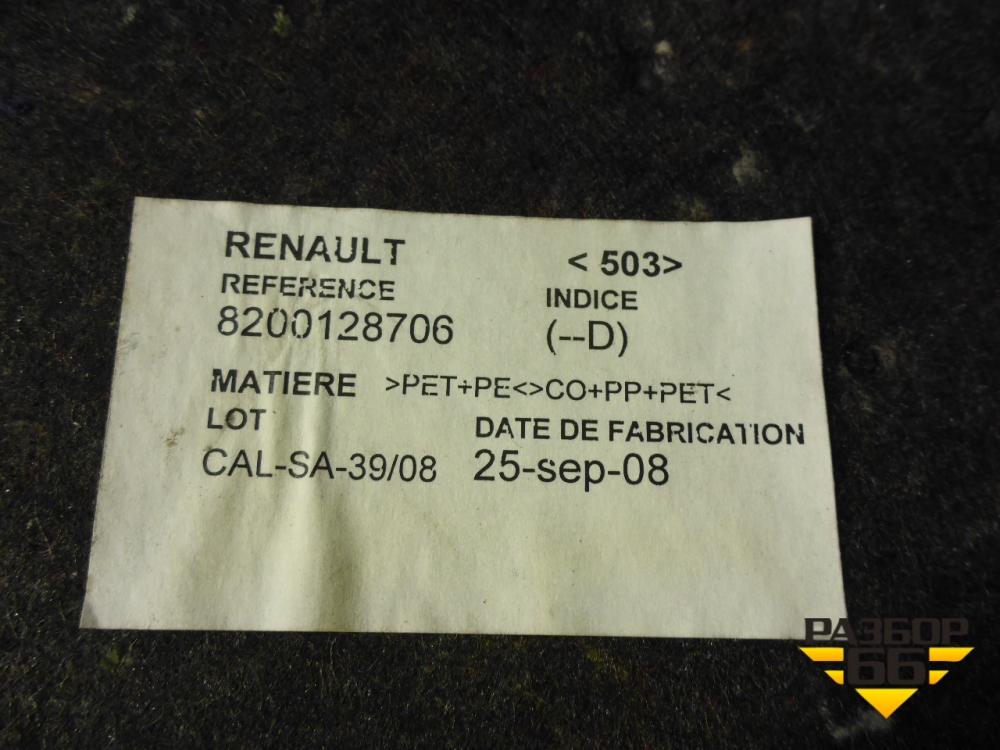 RENAULT <503>
REFERENCE INDICE
8200128706 (--D)
MATIERE >PET+PE<>CO+PP+PET<
LOT DATE DE FABRICATION
CAL-SA-39/08 25-sep-08
РАЗБОР
66